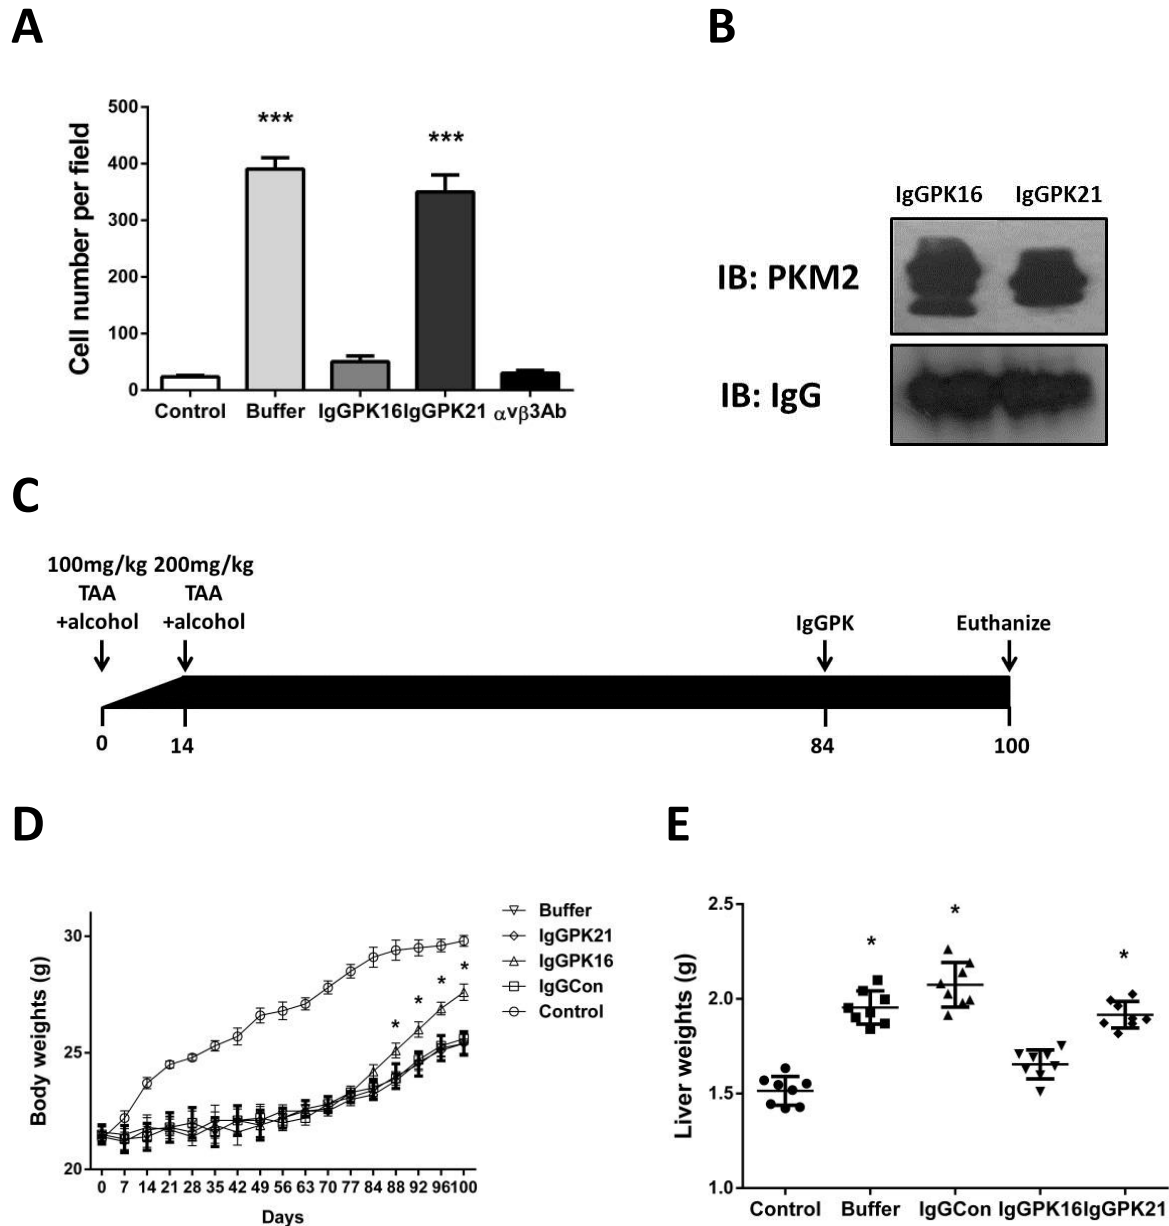 A
500
400
300
200
100
0
Cell number per field
***
***
Control Buffer IgGPK16 IgGPK21 αvβ3Ab
B
IgGPK16 IgGPK21
IB: PKM2
IB: IgG
C
100mg/kg
TAA
+alcohol
200mg/kg
TAA
+alcohol
IgGPK
Euthanize
0 14 84 100
D
30
25
20
Body weights (g)
Buffer
IgGPK21
IgGPK16
IgGCon
Control
* * * *
0 7 14 21 28 35 42 49 56 63 70 77 84 88 92 96 100
Days
E
2.5
2.0
1.5
1.0
Liver weights (g)
* * *
Control Buffer IgGCon IgGPK16 IgGPK21